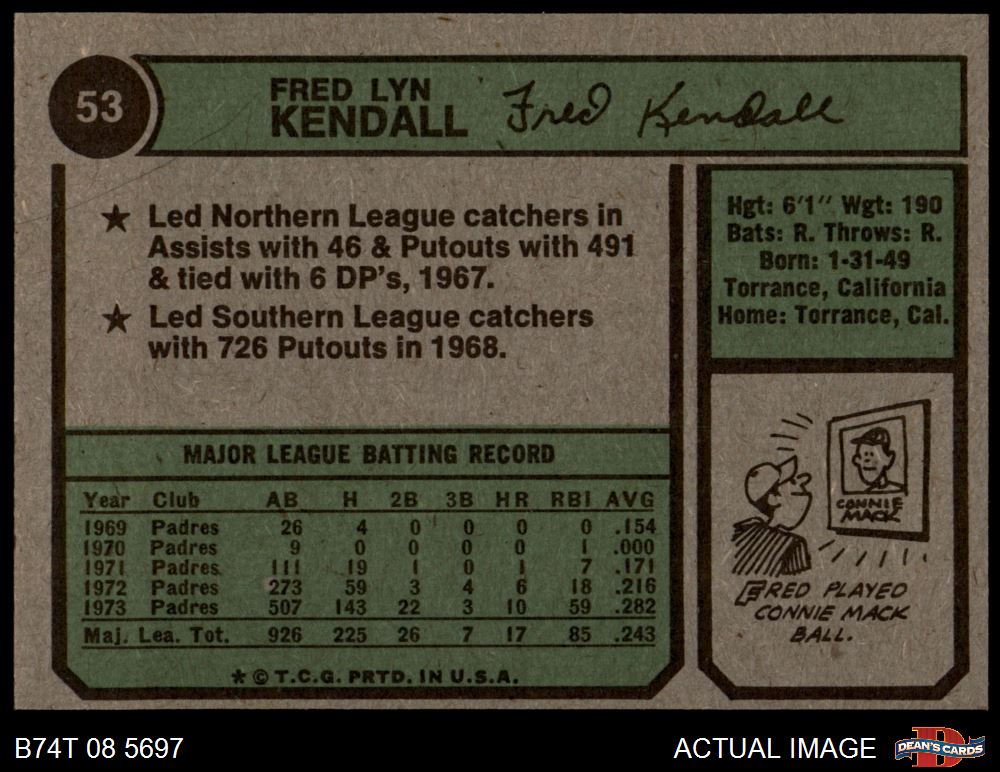 53
FRED LYN
KENDALL
Fred Kendall
★ Led Northern League catchers in
Assists with 46 & Putouts with 491
& tied with 6 DP's, 1967.
★ Led Southern League catchers
with 726 Putouts in 1968.
Hgt: 6'1" Wgt: 190
Bats: R. Throws: R.
Born: 1-31-49
Torrance, California
Home: Torrance, Cal.
MAJOR LEAGUE BATTING RECORD
Year Club AB H 2B 3B HR RBI AVG
1969 Padres 26 4 0 0 0 0 .154
1970 Padres 9 0 0 0 0 1 .000
1971 Padres 111 19 1 0 1 7 .171
1972 Padres 273 59 3 4 6 18 .216
1973 Padres 507 143 22 3 10 59 .282
Maj. Lea. Tot. 926 225 26 7 17 85 .243
* © T.C.G. PRTD. IN U.S.A.
CONNIE
MACK
FRED PLAYED
CONNIE MACK
BALL.
B74T 08 5697
ACTUAL IMAGE
D
DEAN'S CARDS